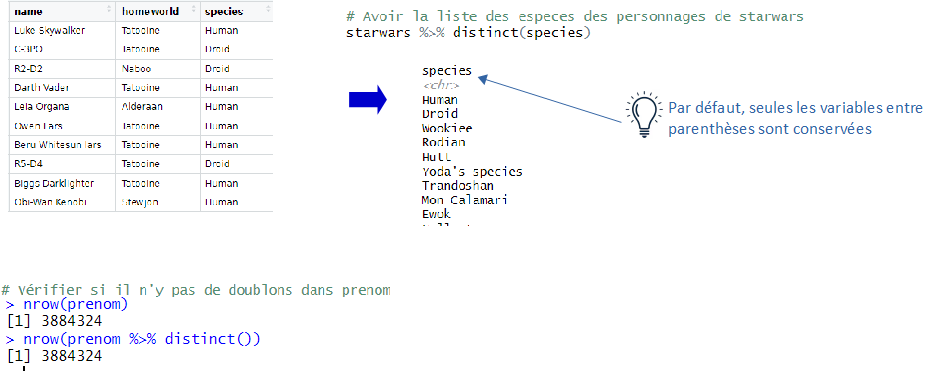 name homeworld species
Luke Skywalker Tatooine Human
C-3PO Tatooine Droid
R2-D2 Naboo Droid
Darth Vader Tatooine Human
Leia Organa Alderaan Human
Owen Lars Tatooine Human
Beru Whitesun lars Tatooine Human
R5-D4 Tatooine Droid
Biggs Darklighter Tatooine Human
Obi-Wan Kenobi Stewjon Human
# Avoir la liste des especes des personnages de starwars
starwars %>% distinct(species)
species
<chr>
Human
Droid
Wookiee
Rodian
Hutt
Yoda's species
Trandoshan
Mon Calamari
Ewok
Par défaut, seules les variables entre
parenthèses sont conservées
# Vérifier si il n'y pas de doublons dans prenom
> nrow(prenom)
[1] 3884324
> nrow(prenom %>% distinct())
[1] 3884324